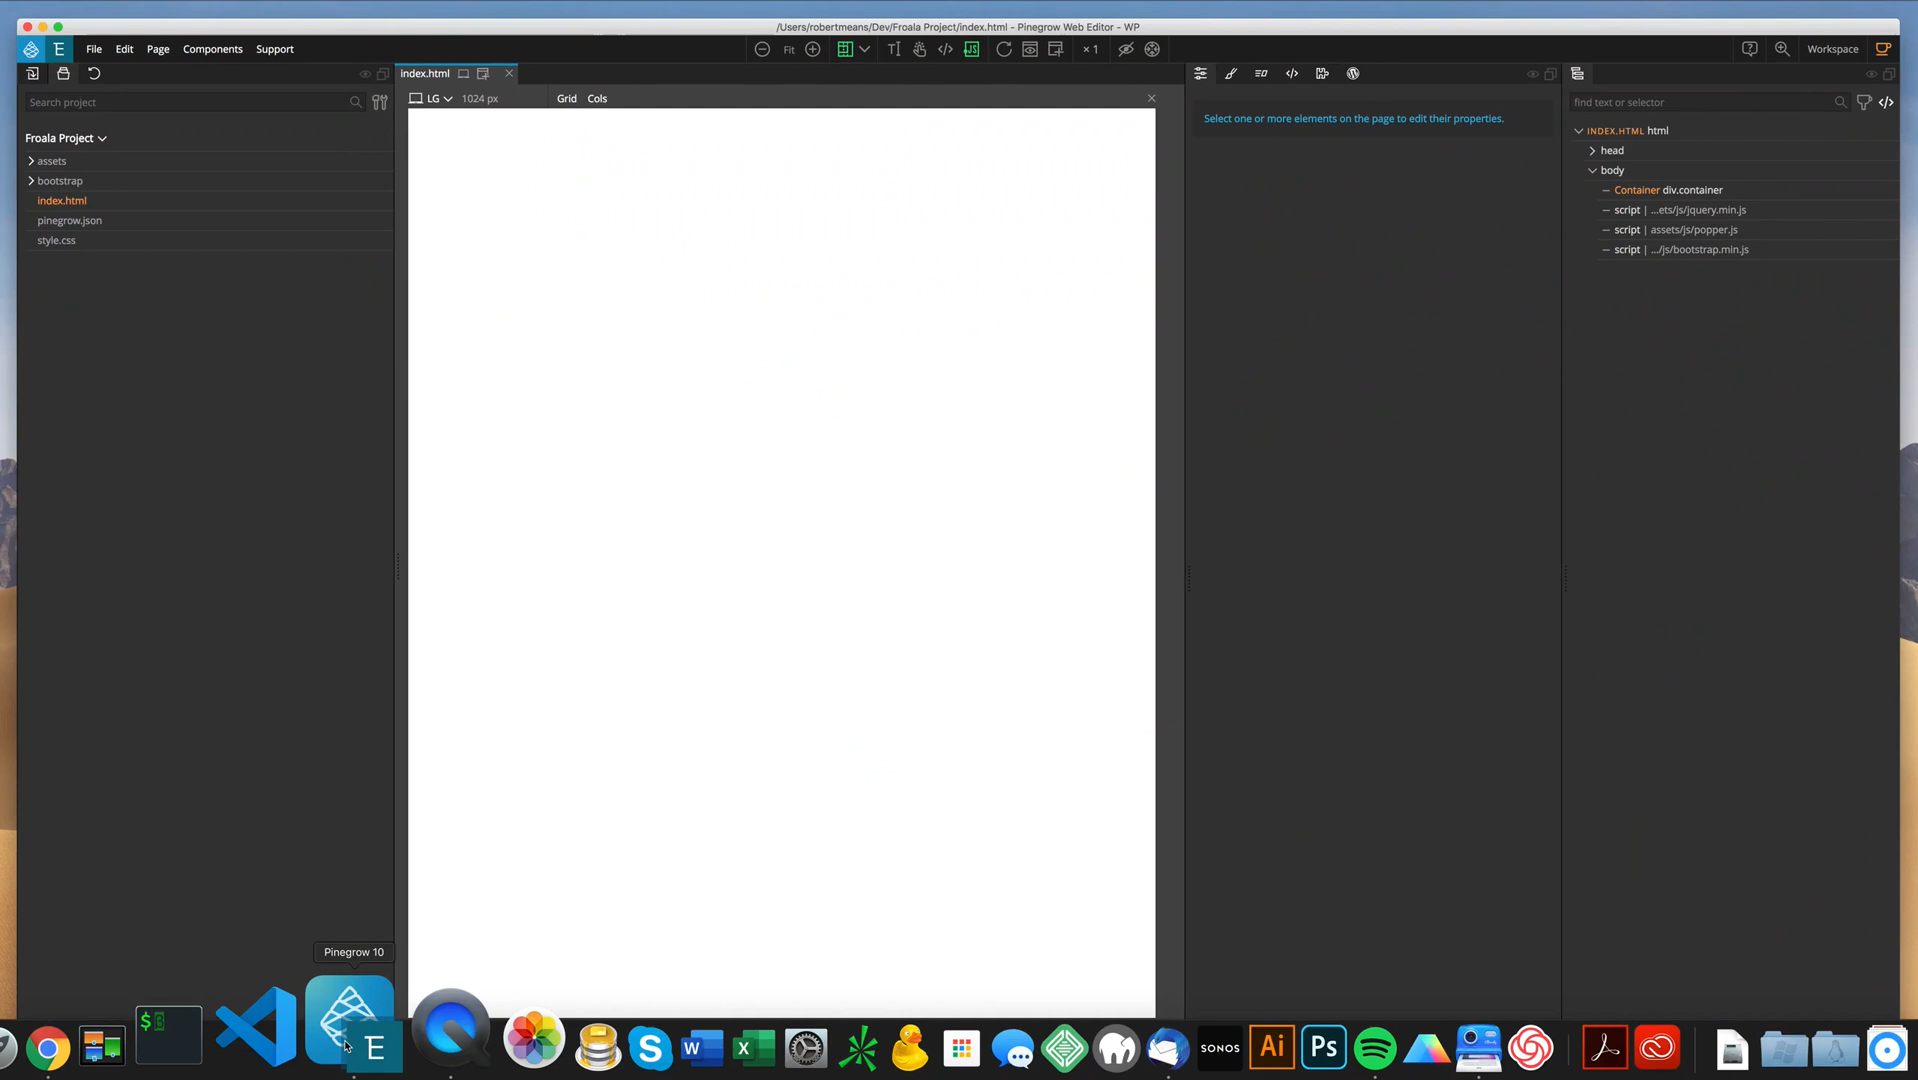 /Users/robertmeans/Dev/Froala Project/index.html - Pinegrow Web Editor - WP
E File Edit Page Components Support
Fit
JS
× 1
Workspace
index.html
Search project
LG 1024 px Grid Cols
find text or selector
Froala Project
assets
bootstrap
index.html
pinegrow.json
style.css
Select one or more elements on the page to edit their properties.
INDEX.HTML html
head
body
Container div.container
script | ...ets/js/jquery.min.js
script | assets/js/popper.js
script | .../js/bootstrap.min.js
Pinegrow 10
$
E
S
W
X
SONOS
Ai
Ps